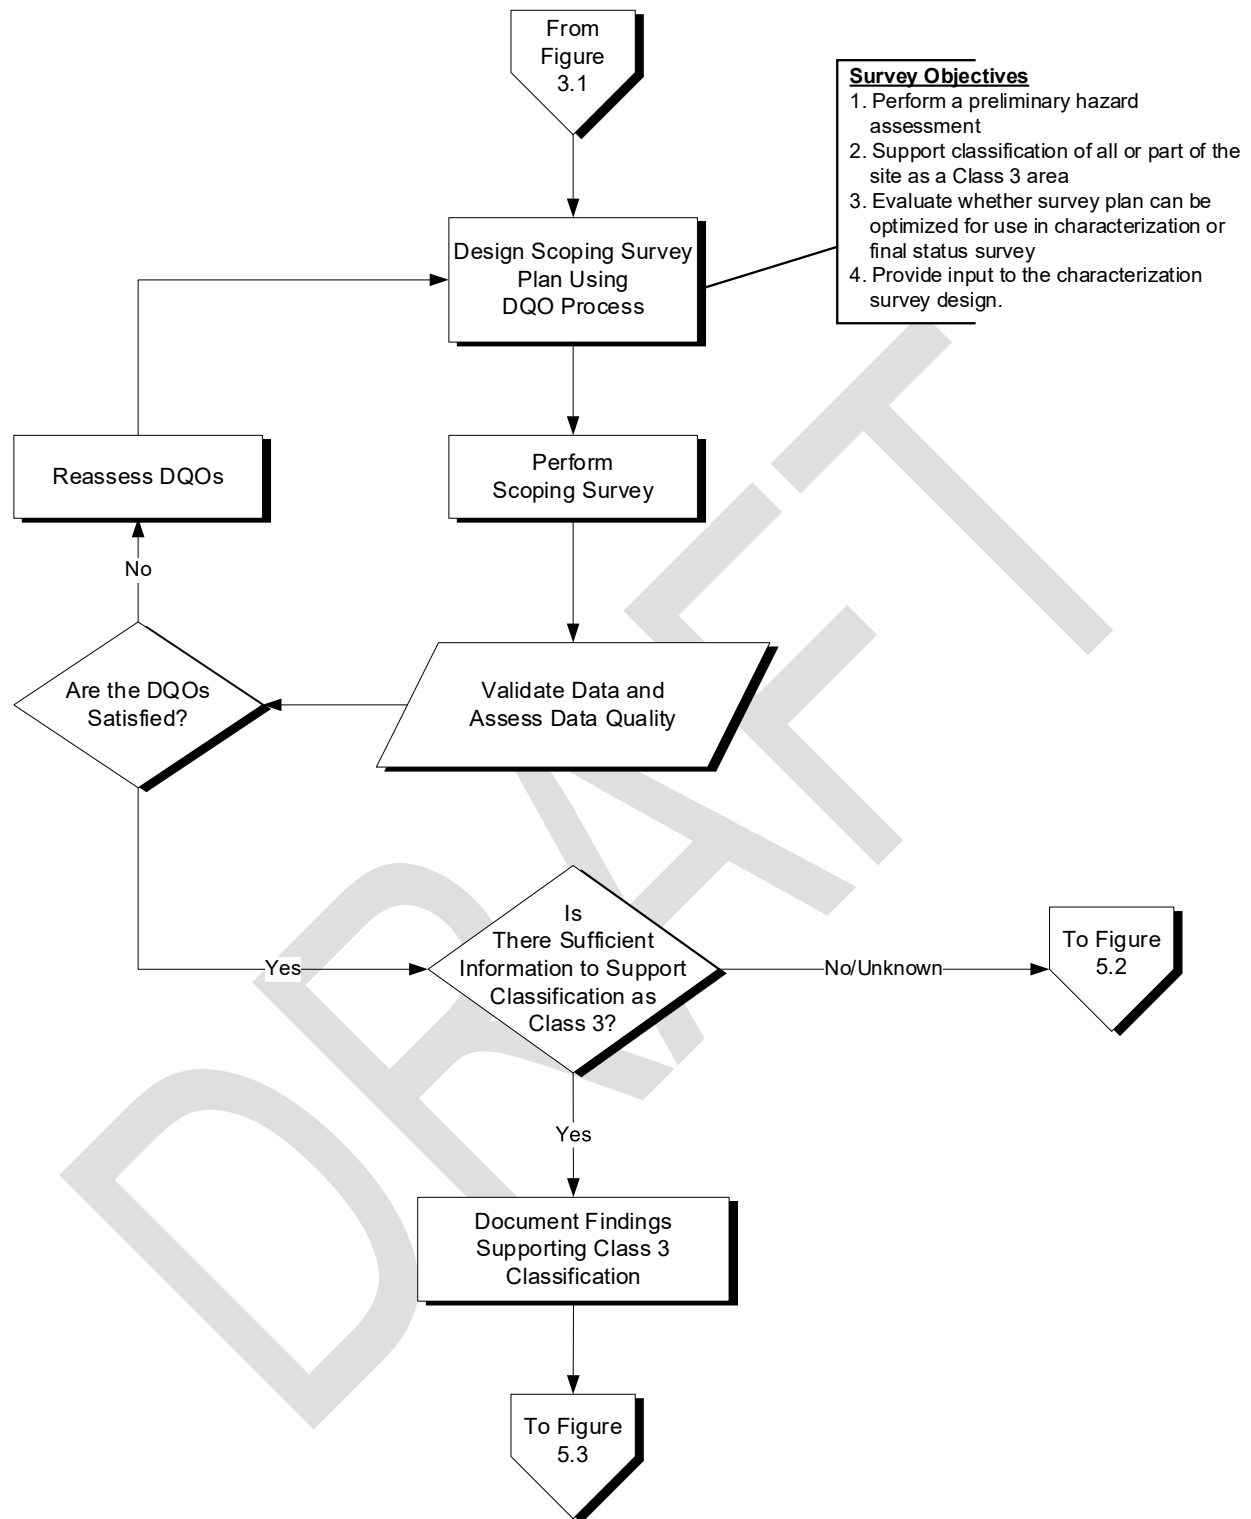 From
Figure
3.1
Survey Objectives
1. Perform a preliminary hazard
assessment
2. Support classification of all or part of the
site as a Class 3 area
3. Evaluate whether survey plan can be
optimized for use in characterization or
final status survey
4. Provide input to the characterization
survey design.
Design Scoping Survey
Plan Using
DQO Process
Reassess DQOs
Perform
Scoping Survey
No
Are the DQOs
Satisfied?
Validate Data and
Assess Data Quality
Is
There Sufficient
Information to Support
Classification as
Class 3?
Yes
No/Unknown
To Figure
5.2
Yes
Document Findings
Supporting Class 3
Classification
To Figure
5.3
DRAFT